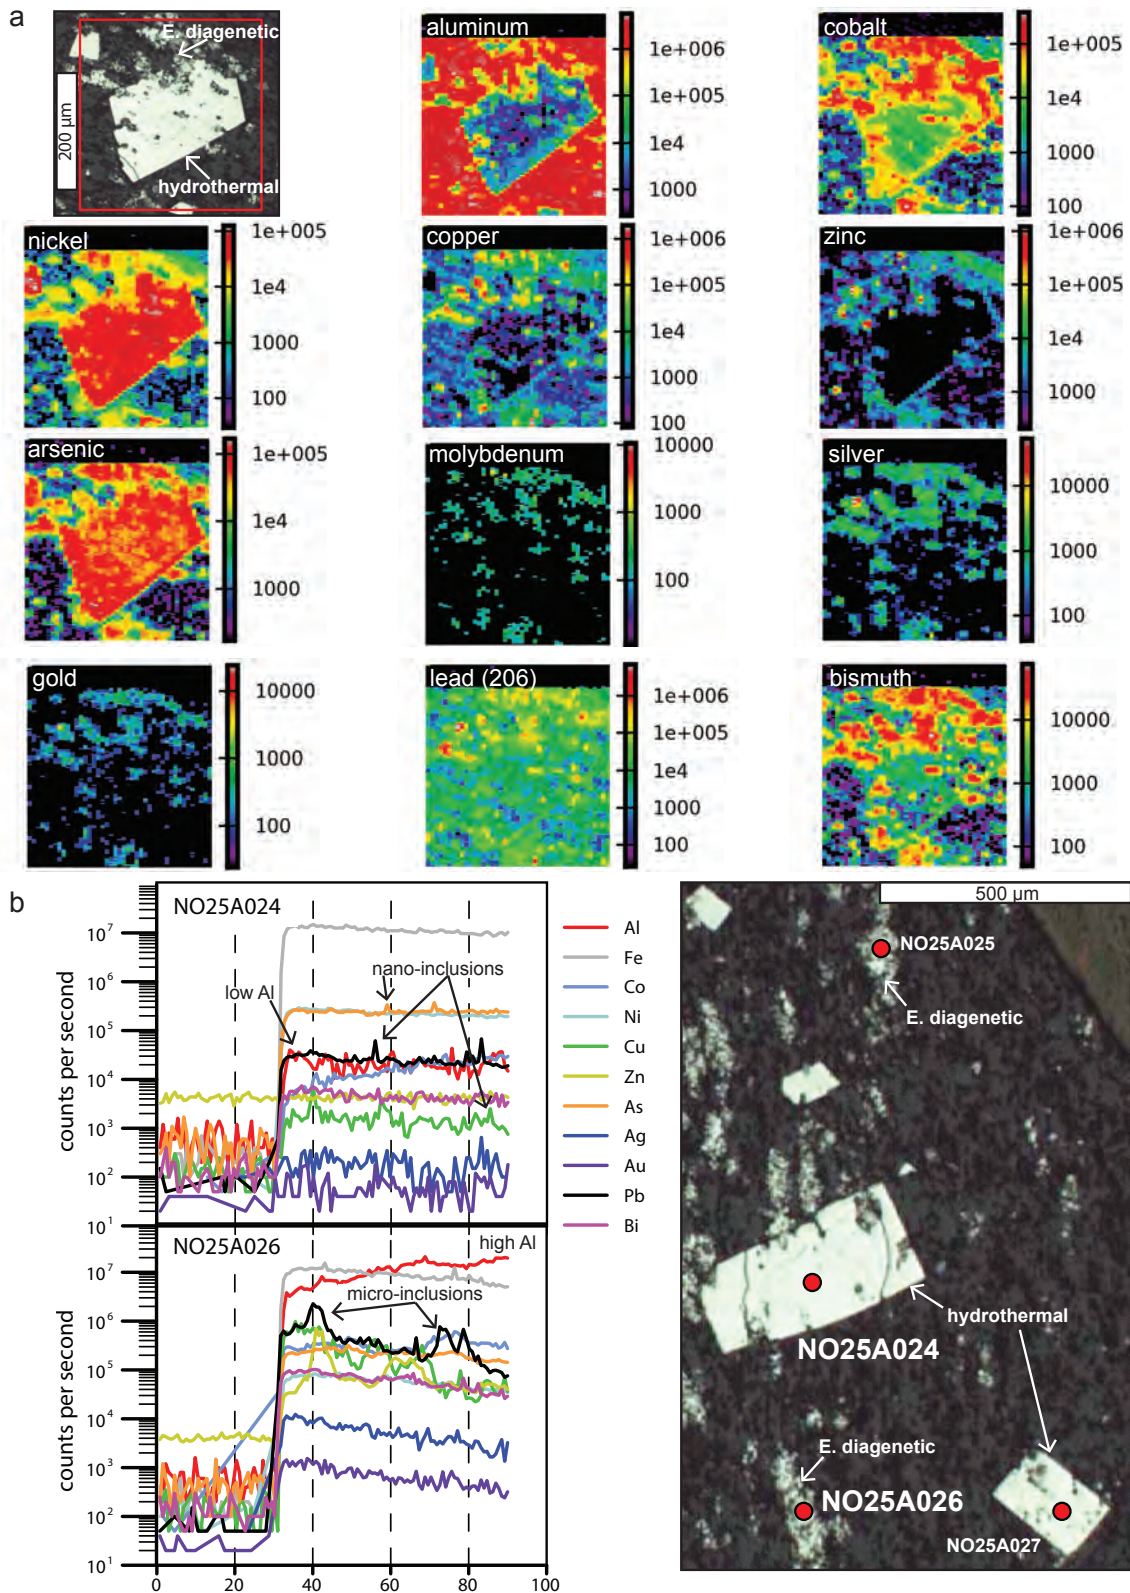 a
E. diagenetic
200 µm
hydrothermal
aluminum
1e+006
1e+005
1e4
1000
cobalt
1e+005
1e4
1000
100
nickel
1e+005
1e4
1000
100
copper
1e+006
1e+005
1e4
1000
100
zinc
1e+006
1e+005
1e4
1000
arsenic
1e+005
1e4
1000
molybdenum
10000
1000
100
silver
10000
1000
100
gold
10000
1000
100
lead (206)
1e+006
1e+005
1e4
1000
100
bismuth
10000
1000
100
b
NO25A024
nano-inclusions
low Al
counts per second
10⁷
10⁶
10⁵
10⁴
10³
10²
10¹
NO25A026
high Al
micro-inclusions
counts per second
10⁷
10⁶
10⁵
10⁴
10³
10²
10¹
0 20 40 60 80 100
Al
Fe
Co
Ni
Cu
Zn
As
Ag
Au
Pb
Bi
500 µm
NO25A025
E. diagenetic
hydrothermal
NO25A024
E. diagenetic
NO25A026
NO25A027